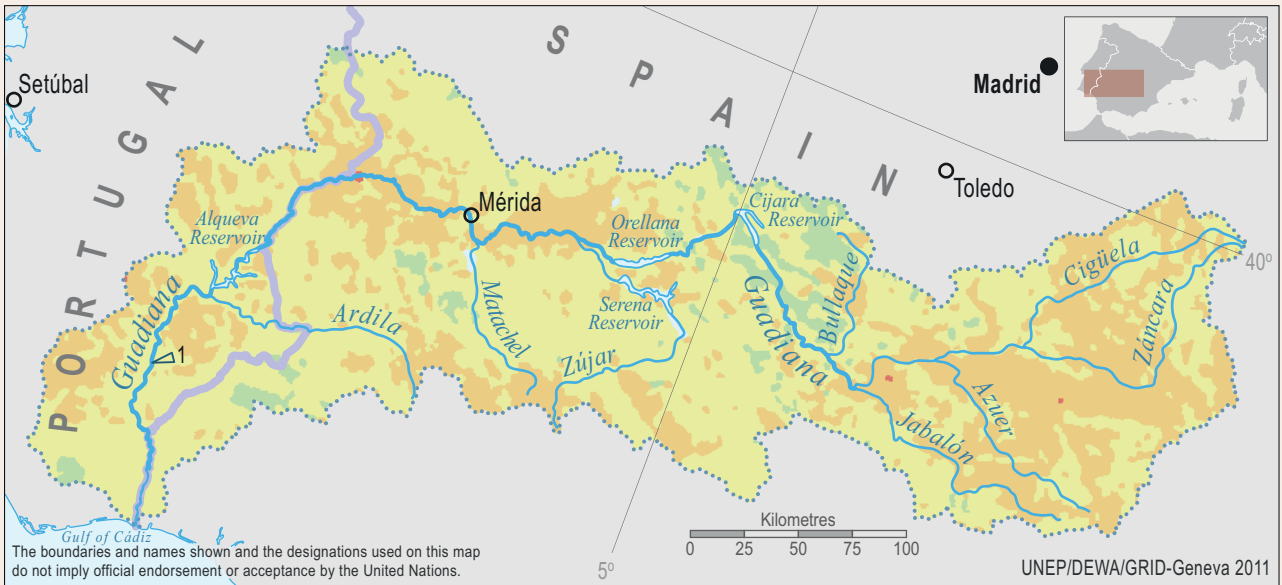 SPAIN
PORTUGAL
Setúbal
Madrid
Toledo
Mérida
Cijara
Reservoir
Orellana
Reservoir
Alqueva
Reservoir
Serena
Reservoir
Cigüela
40°
Záncara
Bullaque
Guadiana
Guadiana
Matachel
Ardila
Zújar
1
Azuer
Jabalón
Kilometres
0 25 50 75 100
Gulf of Cádiz
The boundaries and names shown and the designations used on this map
do not imply official endorsement or acceptance by the United Nations.
5°
UNEP/DEWA/GRID-Geneva 2011